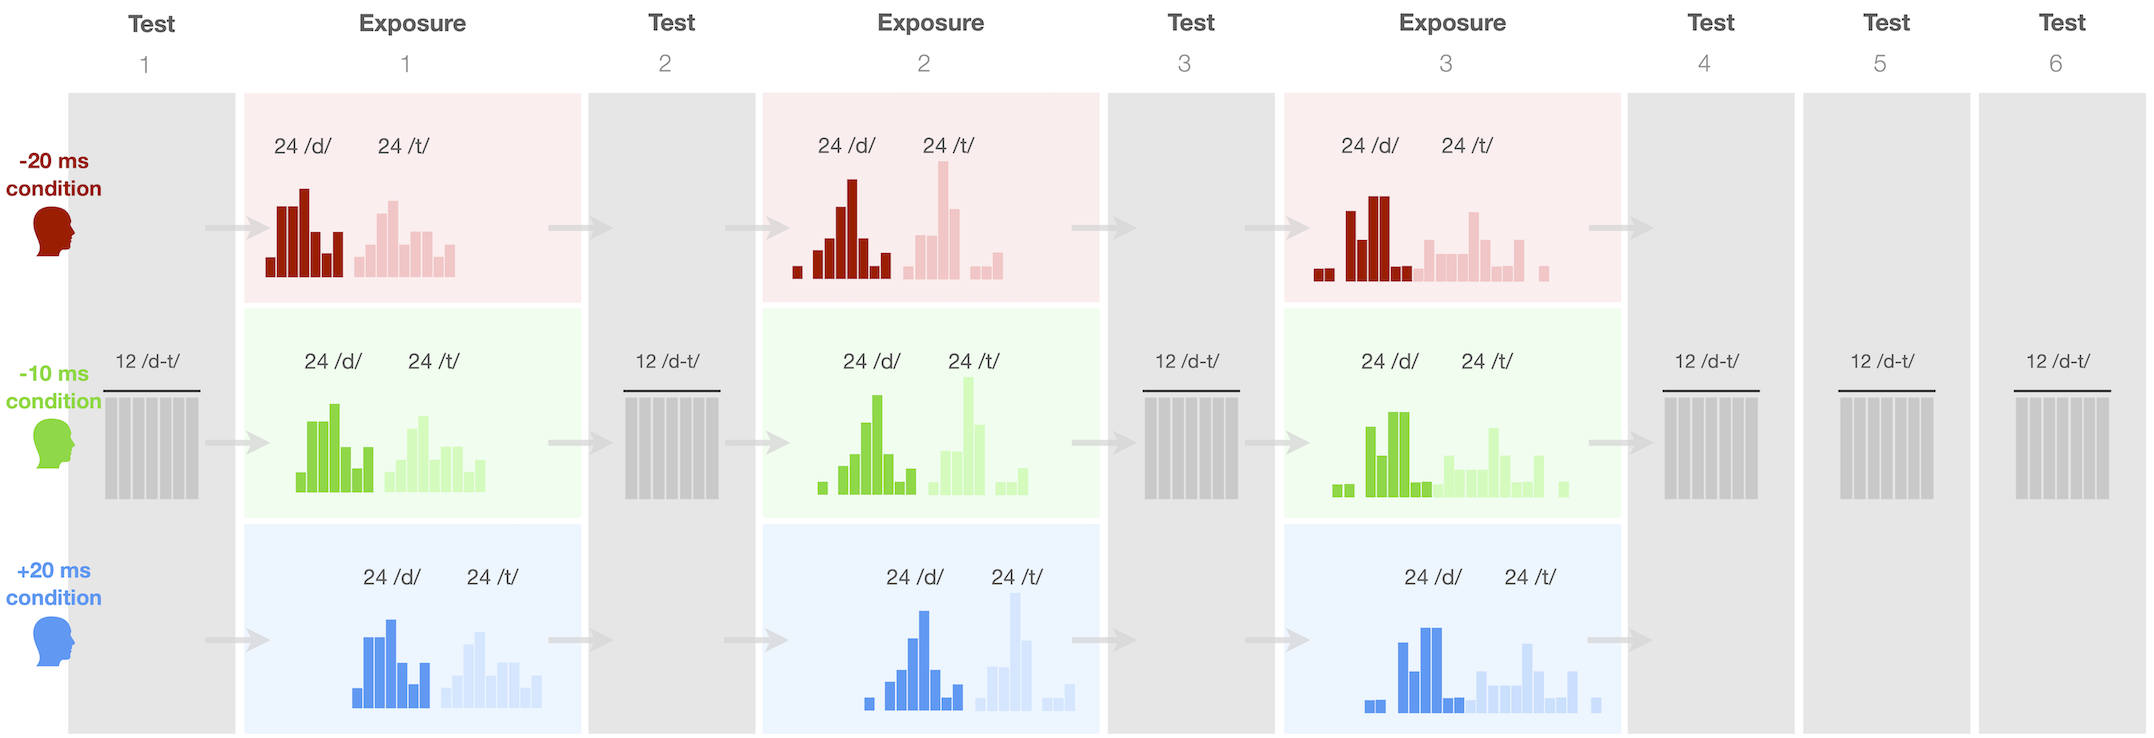 Test Exposure Test Exposure Test Exposure Test Test Test
1 1 2 2 3 3 4 5 6
24 /d/ 24 /t/ 24 /d/ 24 /t/ 24 /d/ 24 /t/
-20 ms
condition
12 /d-t/ 24 /d/ 24 /t/ 12 /d-t/ 24 /d/ 24 /t/ 12 /d-t/ 24 /d/ 24 /t/ 12 /d-t/ 12 /d-t/ 12 /d-t/
-10 ms
condition
24 /d/ 24 /t/ 24 /d/ 24 /t/ 24 /d/ 24 /t/
+20 ms
condition